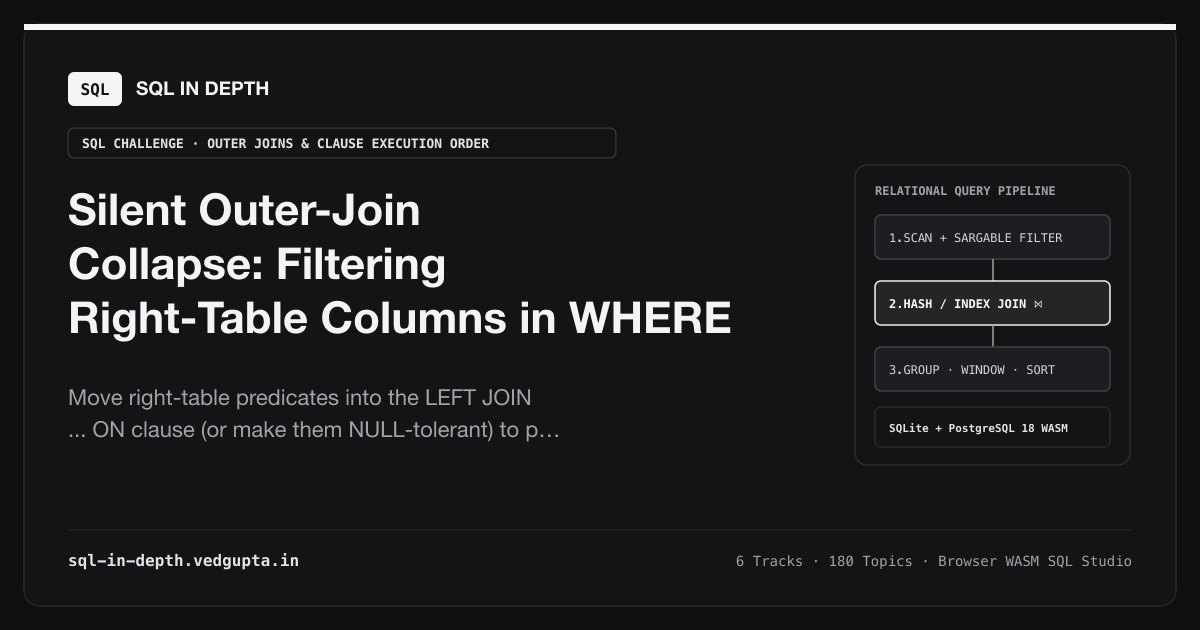 SQL SQL IN DEPTH
SQL CHALLENGE · OUTER JOINS & CLAUSE EXECUTION ORDER
Silent Outer-Join
Collapse: Filtering
Right-Table Columns in WHERE
Move right-table predicates into the LEFT JOIN
... ON clause (or make them NULL-tolerant) to p...
RELATIONAL QUERY PIPELINE
1.SCAN + SARGABLE FILTER
2.HASH / INDEX JOIN ⋈
3.GROUP · WINDOW · SORT
SQLite + PostgreSQL 18 WASM
sql-in-depth.vedgupta.in
6 Tracks · 180 Topics · Browser WASM SQL Studio